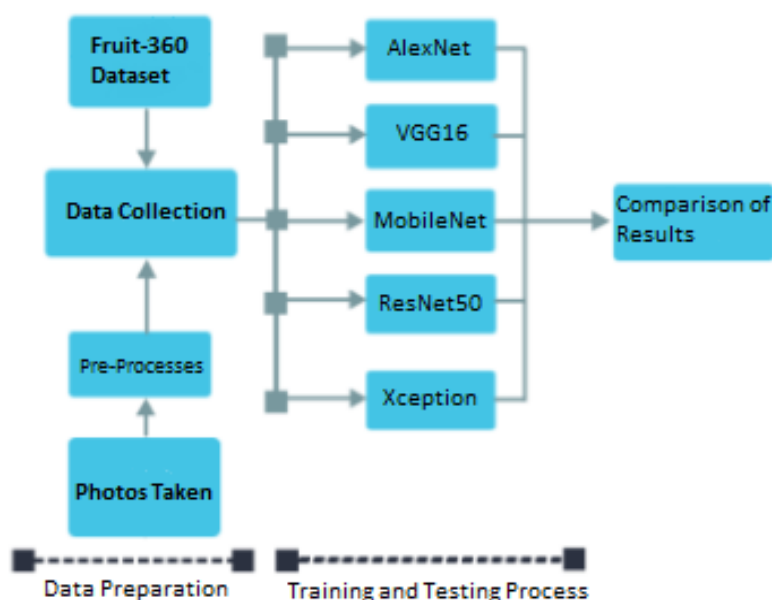 Fruit-360
Dataset
Data Collection
Pre-Processes
Photos Taken
AlexNet
VGG16
MobileNet
ResNet50
Xception
Comparison of
Results
Data Preparation
Training and Testing Process